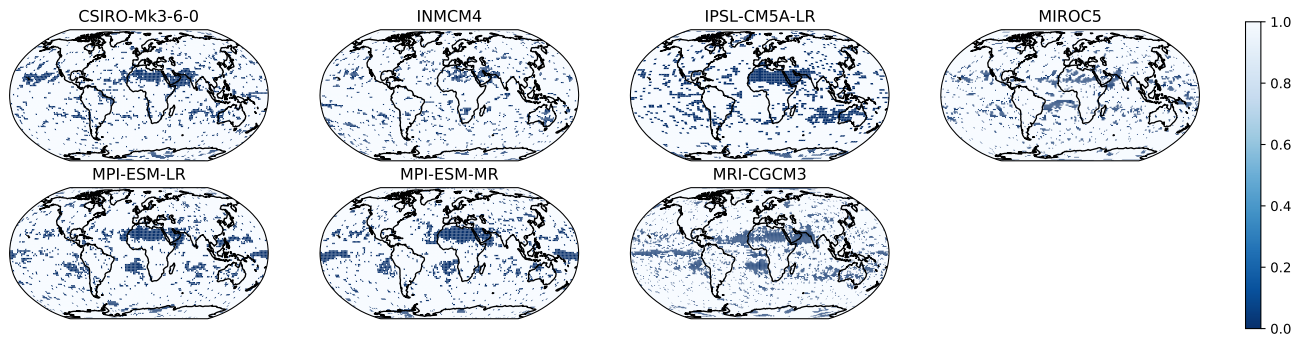 CSIRO-Mk3-6-0
INMCM4
IPSL-CM5A-LR
MIROC5
MPI-ESM-LR
MPI-ESM-MR
MRI-CGCM3
1.0
0.8
0.6
0.4
0.2
0.0